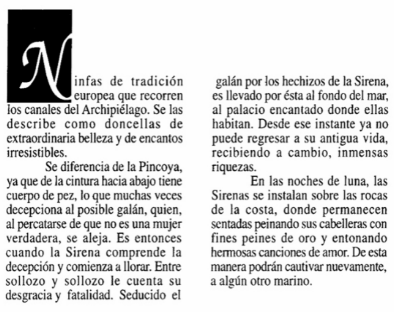 Ninfas de tradición
europea que recorren
los canales del Archipiélago. Se las
describe como doncellas de
extraordinaria belleza y de encantos
irresistibles.
Se diferencia de la Pincoya,
ya que de la cintura hacia abajo tiene
cuerpo de pez, lo que muchas veces
decepciona al posible galán, quien,
al percatarse de que no es una mujer
verdadera, se aleja. Es entonces
cuando la Sirena comprende la
decepción y comienza a llorar. Entre
sollozo y sollozo le cuenta su
desgracia y fatalidad. Seducido el
galán por los hechizos de la Sirena,
es llevado por ésta al fondo del mar,
al palacio encantado donde ellas
habitan. Desde ese instante ya no
puede regresar a su antigua vida,
recibiendo a cambio, inmensas
riquezas.
En las noches de luna, las
Sirenas se instalan sobre las rocas
de la costa, donde permanecen
sentadas peinando sus cabelleras con
fines peines de oro y entonando
hermosas canciones de amor. De esta
manera podrán cautivar nuevamente,
a algún otro marino.